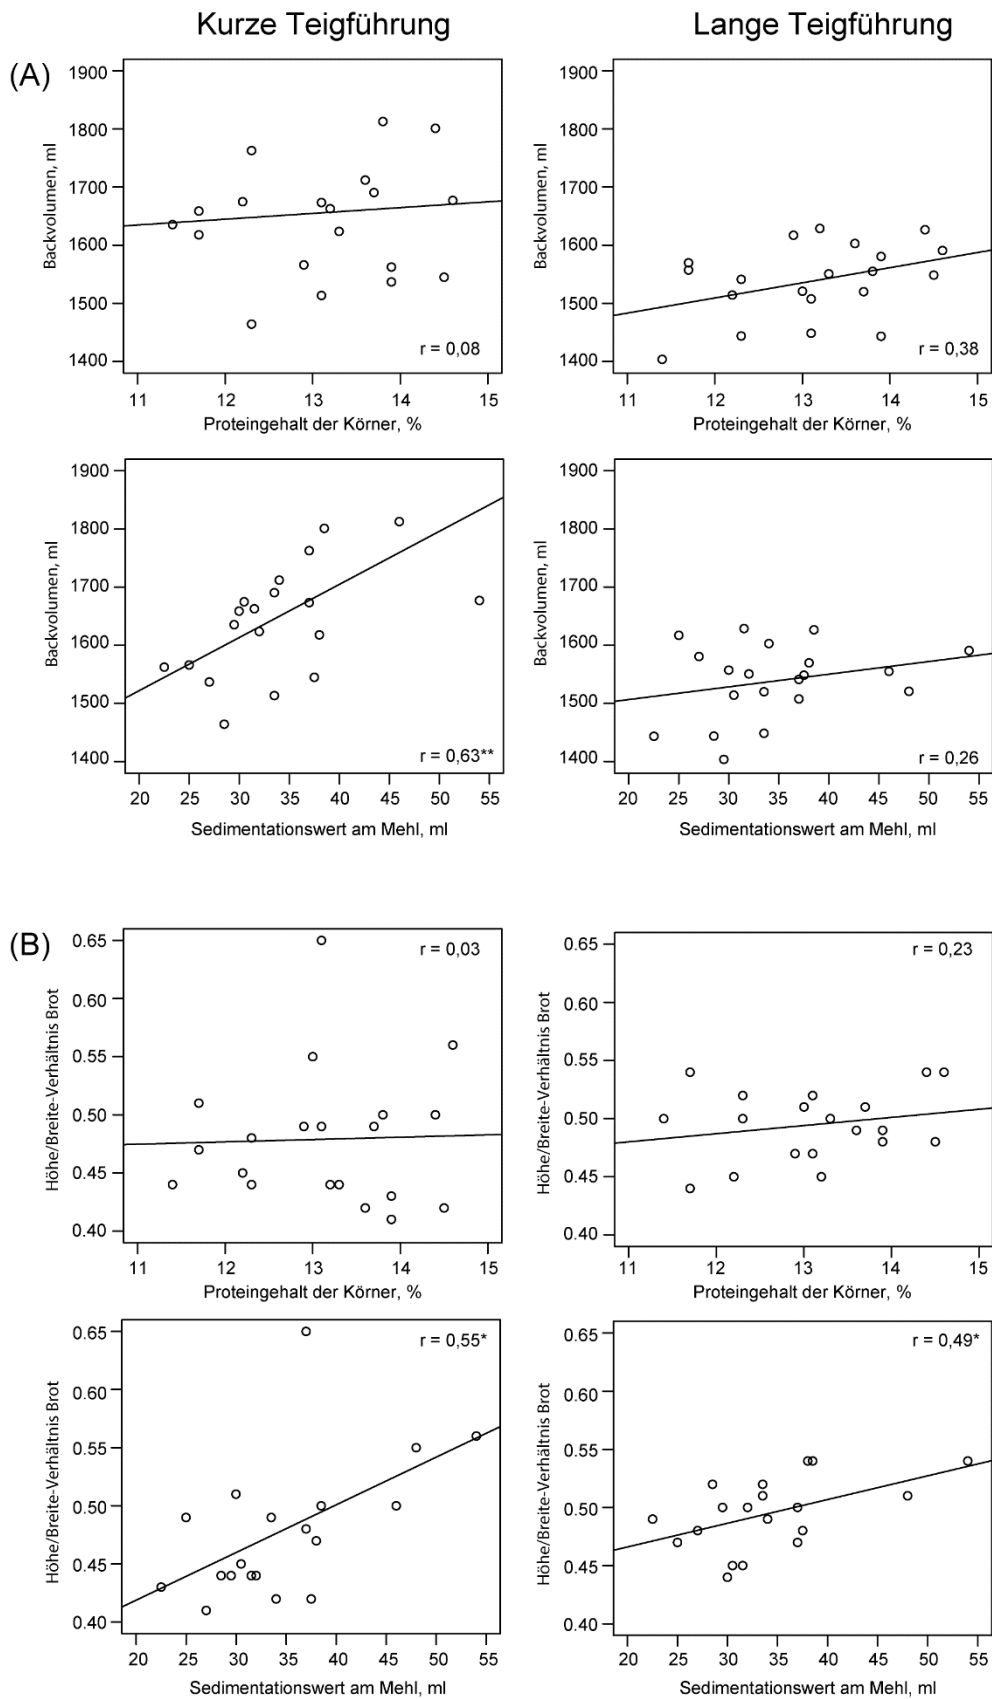 Kurze Teigführung
Lange Teigführung
(A)
Backvolumen, ml
1900
1800
1700
1600
1500
1400
r = 0,08
11 12 13 14 15
Proteingehalt der Körner, %
Backvolumen, ml
1900
1800
1700
1600
1500
1400
r = 0,38
11 12 13 14 15
Proteingehalt der Körner, %
Backvolumen, ml
1900
1800
1700
1600
1500
1400
r = 0,63**
20 25 30 35 40 45 50 55
Sedimentationswert am Mehl, ml
Backvolumen, ml
1900
1800
1700
1600
1500
1400
r = 0,26
20 25 30 35 40 45 50 55
Sedimentationswert am Mehl, ml
(B)
Höhe/Breite-Verhältnis Brot
0.65
0.60
0.55
0.50
0.45
0.40
r = 0,03
11 12 13 14 15
Proteingehalt der Körner, %
Höhe/Breite-Verhältnis Brot
0.65
0.60
0.55
0.50
0.45
0.40
r = 0,23
11 12 13 14 15
Proteingehalt der Körner, %
Höhe/Breite-Verhältnis Brot
0.65
0.60
0.55
0.50
0.45
0.40
r = 0,55*
20 25 30 35 40 45 50 55
Sedimentationswert am Mehl, ml
Höhe/Breite-Verhältnis Brot
0.65
0.60
0.55
0.50
0.45
0.40
r = 0,49*
20 25 30 35 40 45 50 55
Sedimentationswert am Mehl, ml